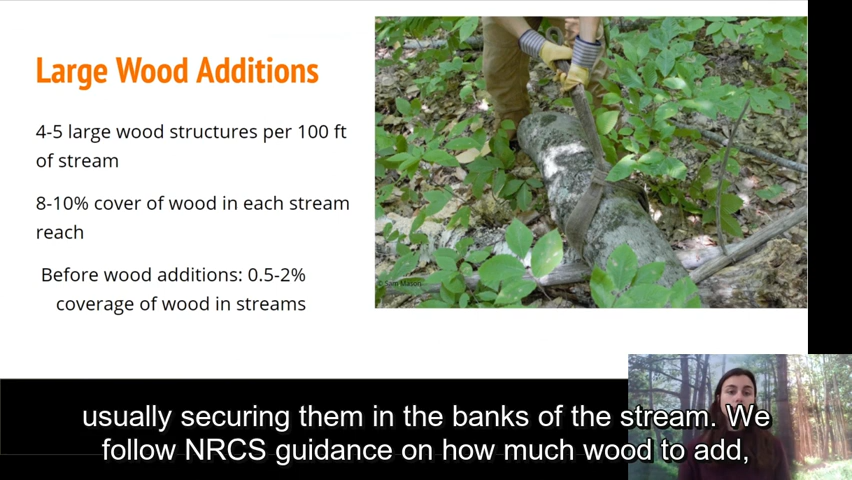 Large Wood Additions
4-5 large wood structures per 100 ft
of stream
8-10% cover of wood in each stream
reach
Before wood additions: 0.5-2%
coverage of wood in streams
© Sam Mason
usually securing them in the banks of the stream. We
follow NRCS guidance on how much wood to add,